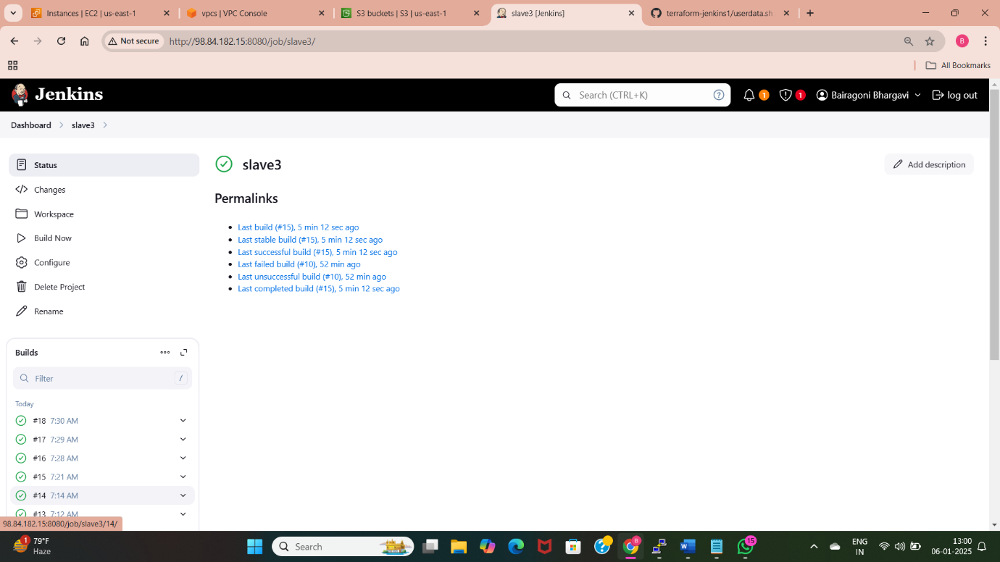 Instances | EC2 | us-east-1
vpcs | VPC Console
S3 buckets | S3 | us-east-1
slave3 [Jenkins]
terraform-jenkins1/userdata.sh
Not secure
http://98.84.182.15:8080/job/slave3/
B
All Bookmarks
Jenkins
Search (CTRL+K)
?
1
1
Bairagoni Bhargavi
log out
Dashboard
slave3
Status
Changes
Workspace
Build Now
Configure
Delete Project
Rename
slave3
Add description
Permalinks
Last build (#15), 5 min 12 sec ago
Last stable build (#15), 5 min 12 sec ago
Last successful build (#15), 5 min 12 sec ago
Last failed build (#10), 52 min ago
Last unsuccessful build (#10), 52 min ago
Last completed build (#15), 5 min 12 sec ago
Builds
Filter
/
Today
#18 7:30 AM
#17 7:29 AM
#16 7:28 AM
#15 7:21 AM
#14 7:14 AM
#13 7:12 AM
98.84.182.15:8080/job/slave3/14/
1
79°F
Haze
Search
B
15
ENG
IN
13:00
06-01-2025